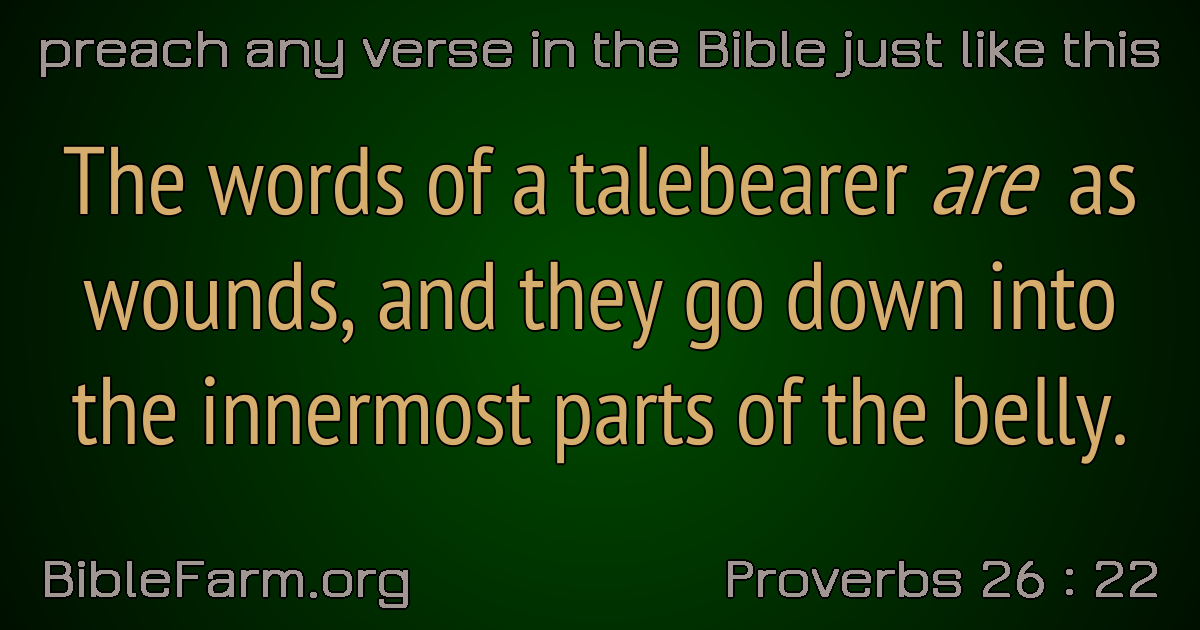 preach any verse in the Bible just like this
The words of a talebearer are as
wounds, and they go down into
the innermost parts of the belly.
BibleFarm.org
Proverbs 26 : 22